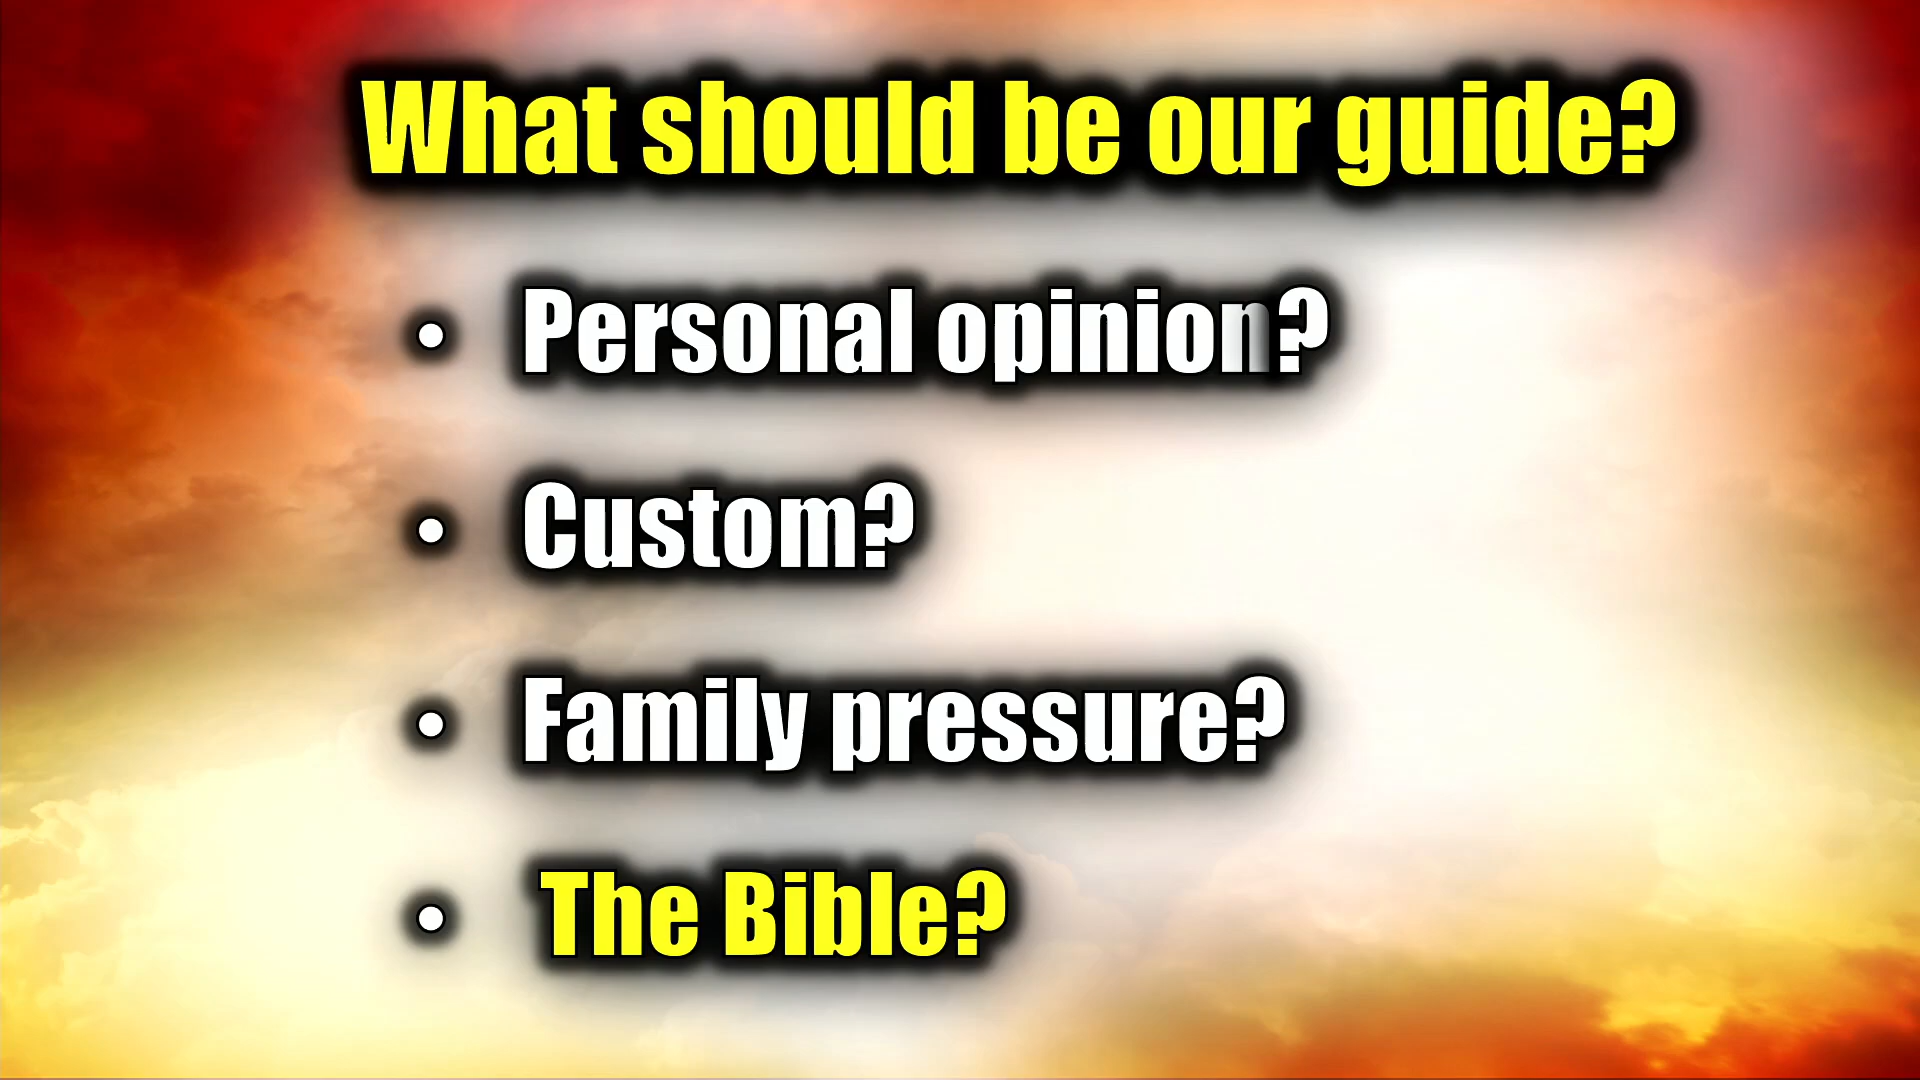 What should be our guide?
• Personal opinion?
• Custom?
• Family pressure?
• The Bible?